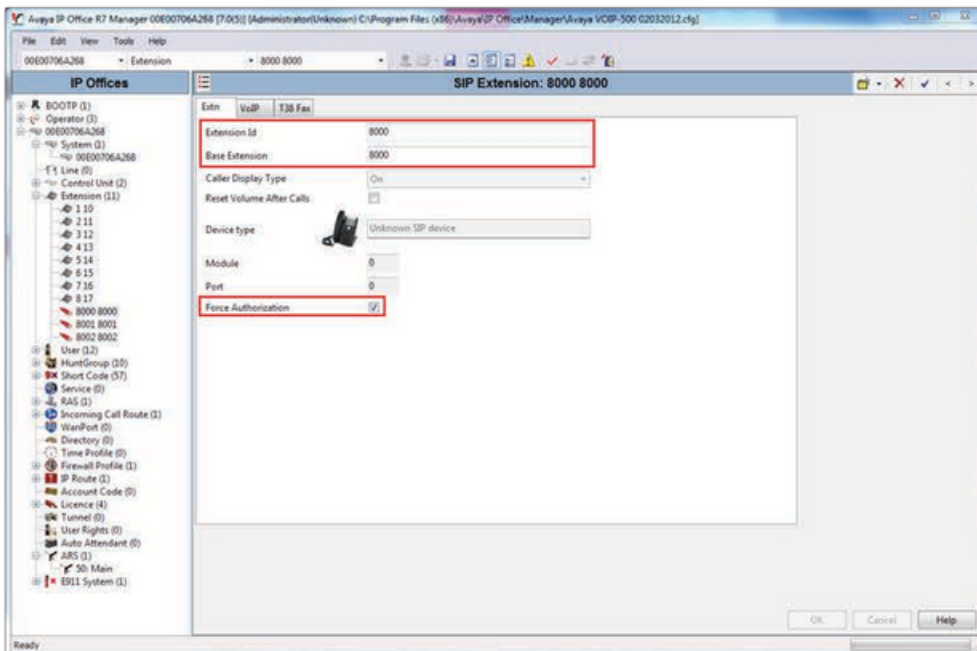 Avaya IP Office R7 Manager 00E00706A268 [7.0(5)] [Administrator(Unknown) C:\Program Files (x86)\Avaya\IP Office\Manager\Avaya VOIP-500 02032012.cfg]
File Edit View Tools Help
00E00706A268 Extension 8000 8000
IP Offices
SIP Extension: 8000 8000
BOOTP (1)
Operator (3)
00E00706A268
System (1)
00E00706A268
Line (0)
Control Unit (2)
Extension (11)
1 10
2 11
3 12
4 13
5 14
6 15
7 16
8 17
8000 8000
8001 8001
8002 8002
User (12)
HuntGroup (10)
Short Code (57)
Service (0)
RAS (1)
Incoming Call Route (1)
WanPort (0)
Directory (0)
Time Profile (0)
Firewall Profile (1)
IP Route (1)
Account Code (0)
Licence (4)
Tunnel (0)
User Rights (0)
Auto Attendant (0)
ARS (1)
50: Main
E911 System (1)
Extn VoIP T38 Fax
Extension Id 8000
Base Extension 8000
Caller Display Type On
Reset Volume After Calls
Device type Unknown SIP device
Module 0
Port 0
Force Authorization
OK Cancel Help
Ready